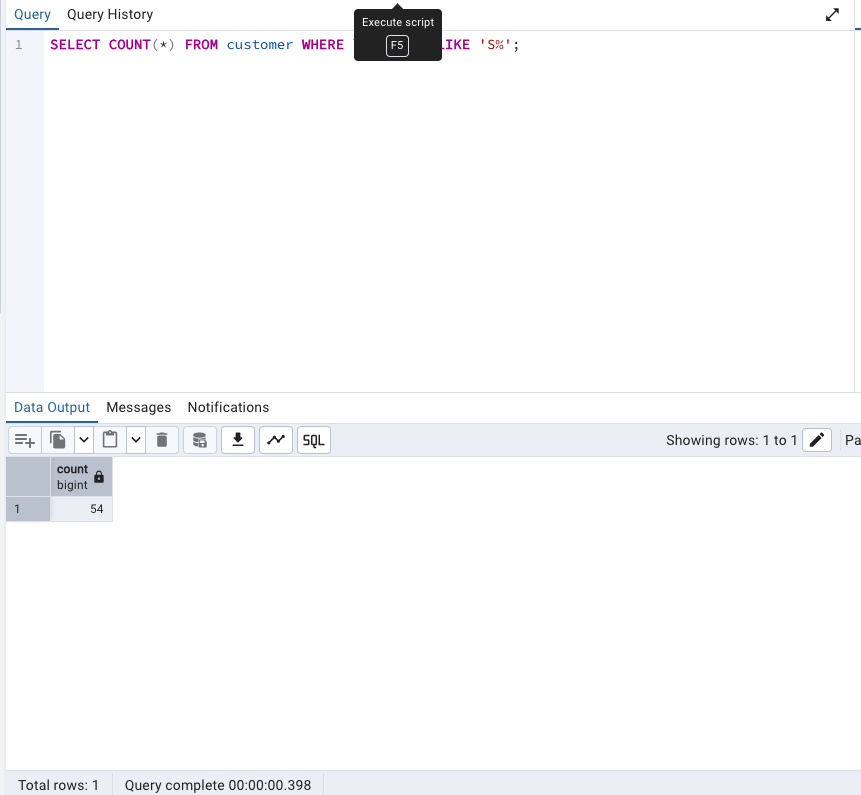 Query Query History
Execute script
F5
1 SELECT COUNT(*) FROM customer WHERE LIKE 'S%';
Data Output Messages Notifications
SQL Showing rows: 1 to 1 Pa
count
bigint
1 54
Total rows: 1 Query complete 00:00:00.398